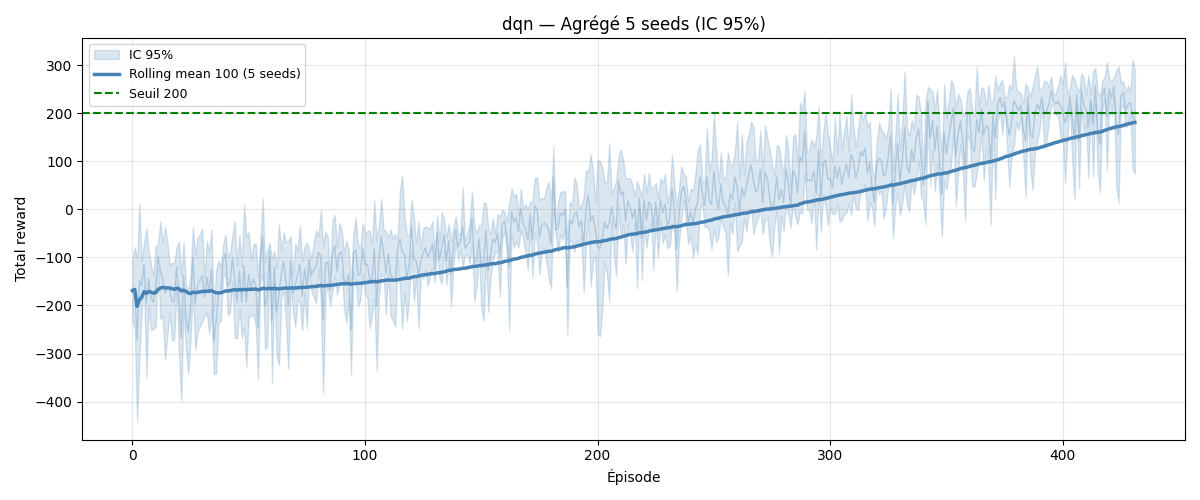 dqn — Agrégé 5 seeds (IC 95%)
IC 95%
Rolling mean 100 (5 seeds)
Seuil 200
Total reward
300
200
100
0
−100
−200
−300
−400
0
100
200
300
400
Épisode